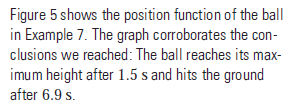 Figure 5 shows the position function of the ball
in Example 7. The graph corroborates the con-
clusions we reached: The ball reaches its max-
imum height after 1.5 s and hits the ground
after 6.9 s.